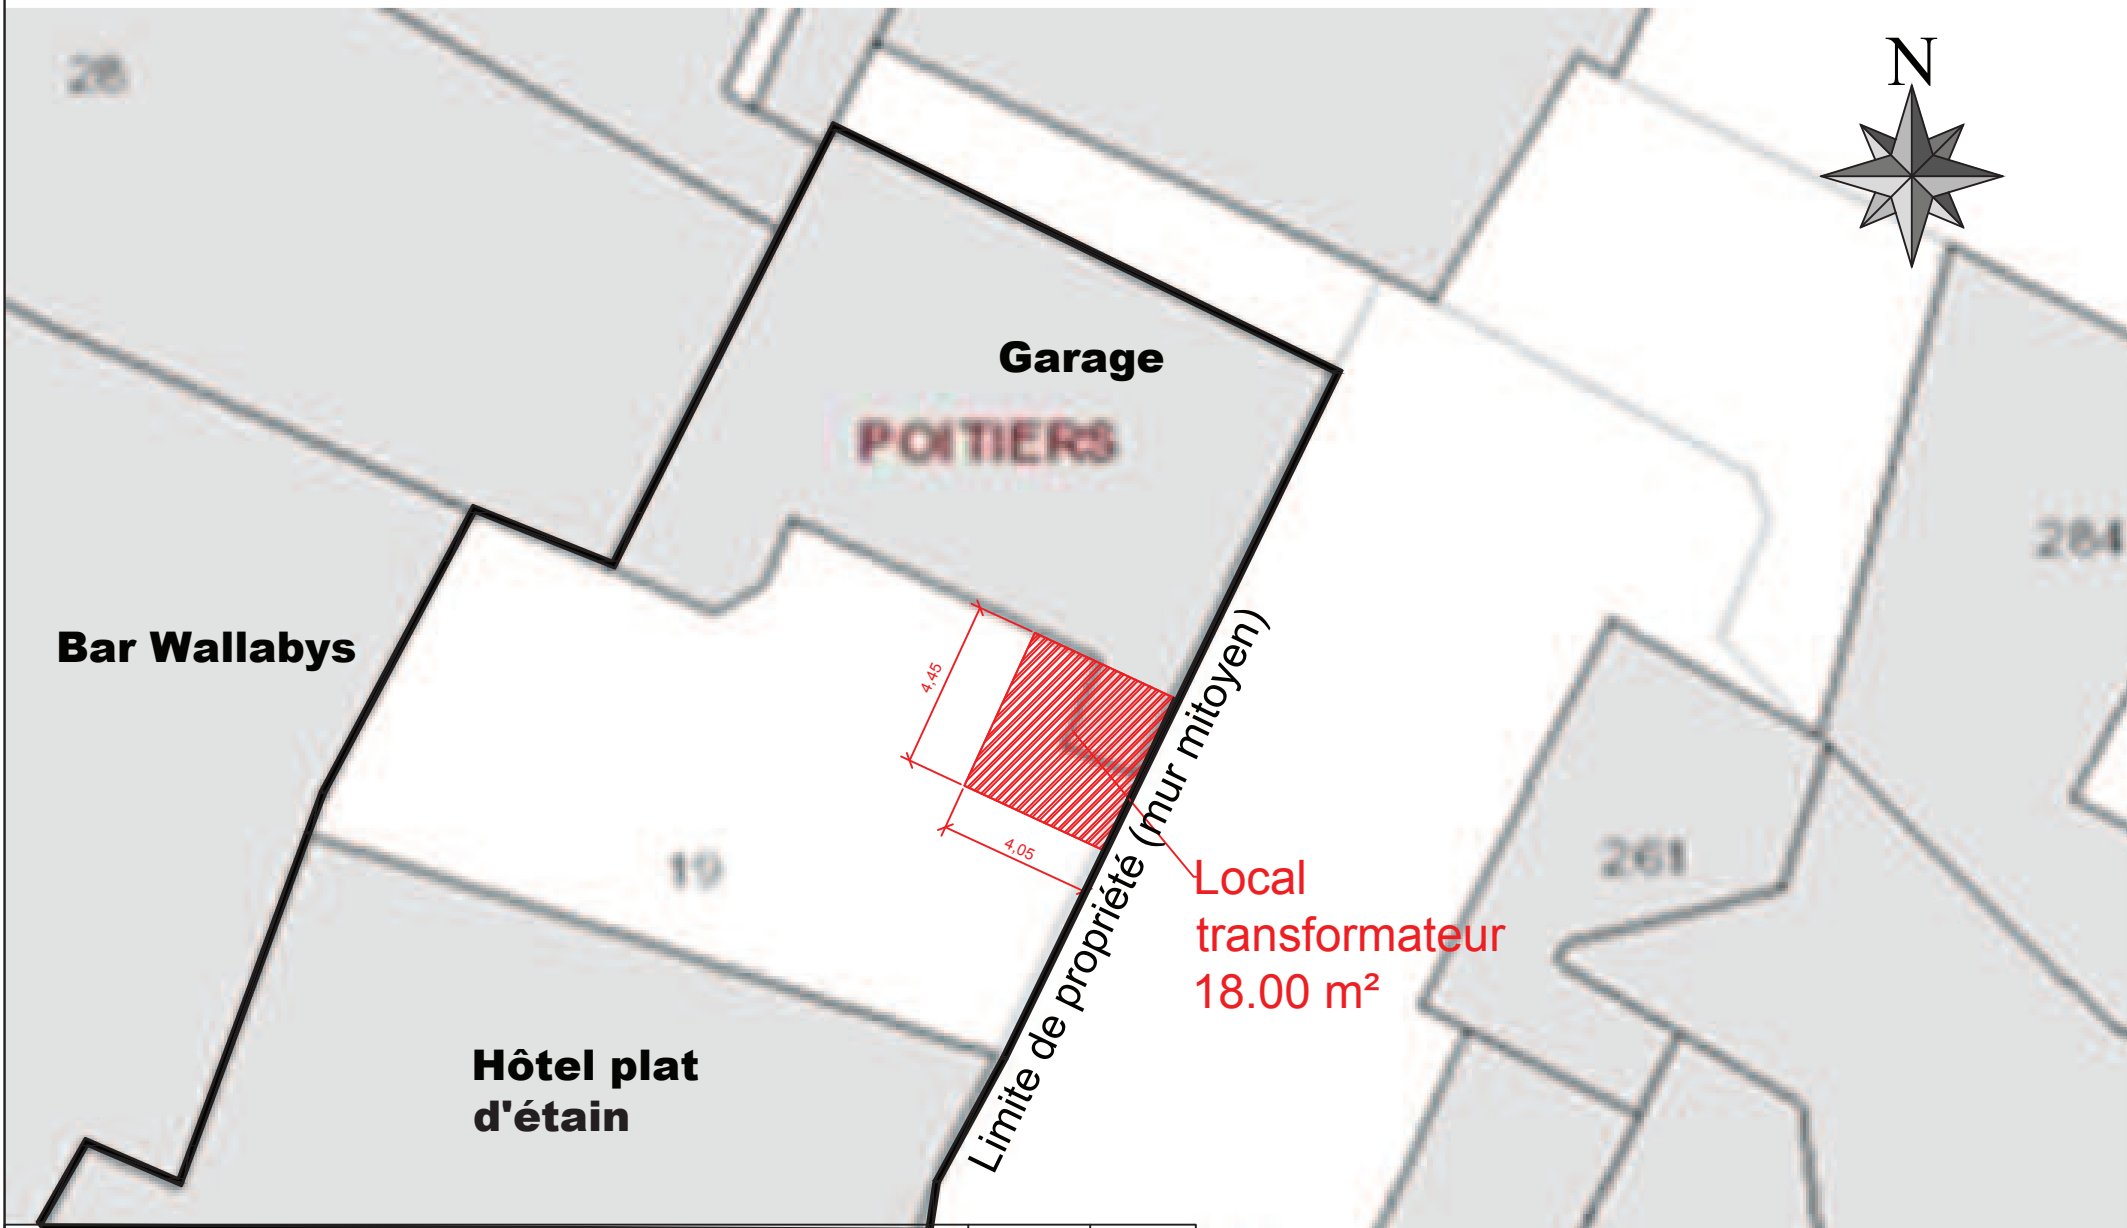 28
N
Garage
POITIERS
284
Bar Wallabys
4,45
Limite de propriété (mur mitoyen)
4,05
19
261
Local
transformateur
18.00 m²
Hôtel plat
d'étain